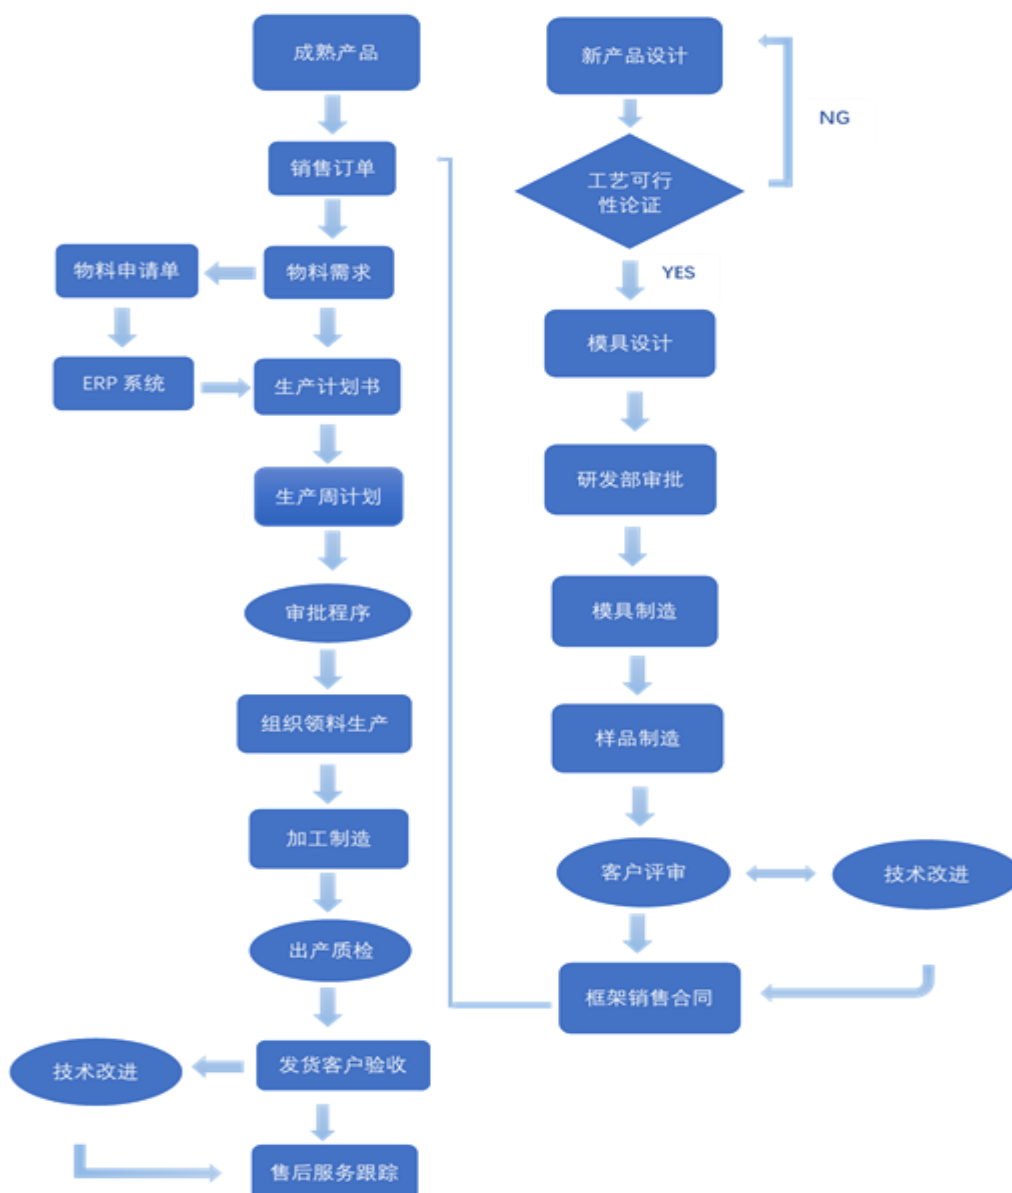 成熟产品
销售订单
物料需求
物料申请单
ERP 系统
生产计划书
生产周计划
审批程序
组织领料生产
加工制造
出产质检
发货客户验收
技术改进
售后服务跟踪
新产品设计
NG
工艺可行
性论证
YES
模具设计
研发部审批
模具制造
样品制造
客户评审
技术改进
框架销售合同